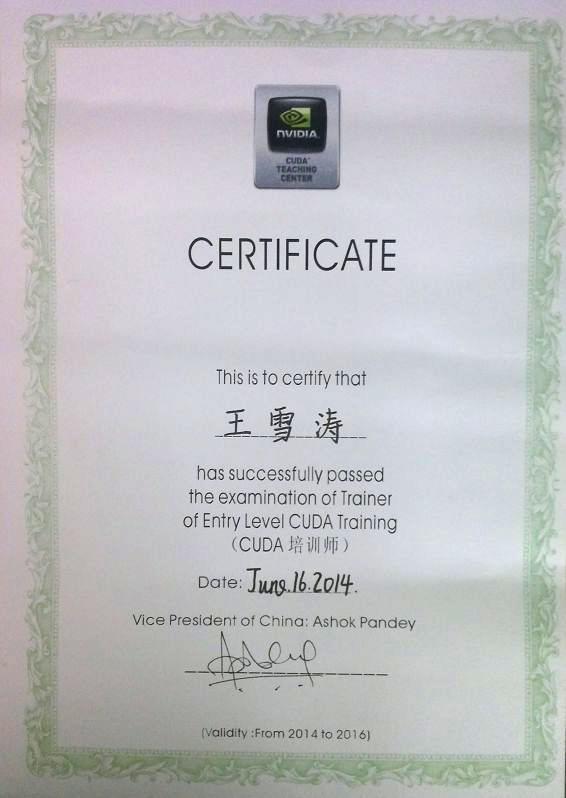 NVIDIA
CUDA™
TEACHING
CENTER
CERTIFICATE
This is to certify that
王雪涛
has successfully passed
the examination of Trainer
of Entry Level CUDA Training
（CUDA 培训师）
Date: June.16.2014.
Vice President of China: Ashok Pandey
(Validity :From 2014 to 2016)